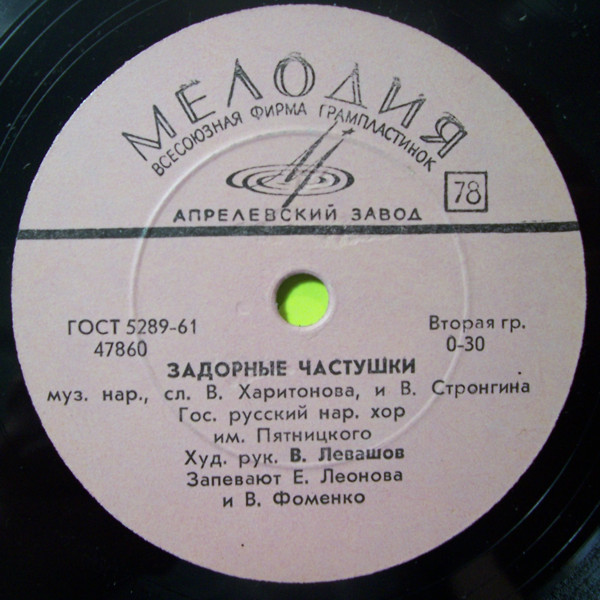 МЕЛОДИЯ
ВСЕСОЮЗНАЯ ФИРМА ГРАМПЛАСТИНОК
78
АПРЕЛЕВСКИЙ ЗАВОД
ГОСТ 5289-61
Вторая гр.
47860
0-30
ЗАДОРНЫЕ ЧАСТУШКИ
муз. нар., сл. В. Харитонова, и В. Стронгина
Гос. русский нар. хор
им. Пятницкого
Худ. рук. В. Левашов
Запевают Е. Леонова
и В. Фоменко